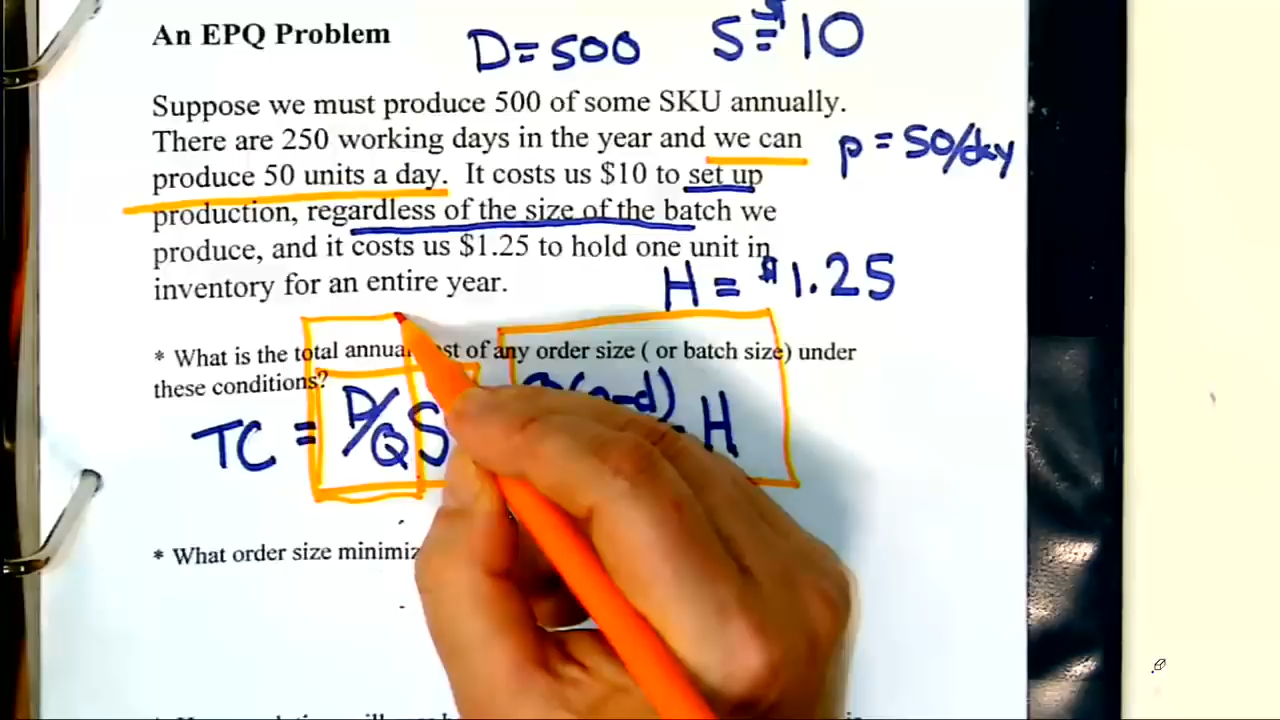 An EPQ Problem
D=500 S=$10
Suppose we must produce 500 of some SKU annually.
There are 250 working days in the year and we can
p = 50/day
produce 50 units a day. It costs us $10 to set up
production, regardless of the size of the batch we
produce, and it costs us $1.25 to hold one unit in
inventory for an entire year.
H = $1.25
* What is the total annual of any order size ( or batch size) under
these conditions?
TC = D/Q S H
* What order size